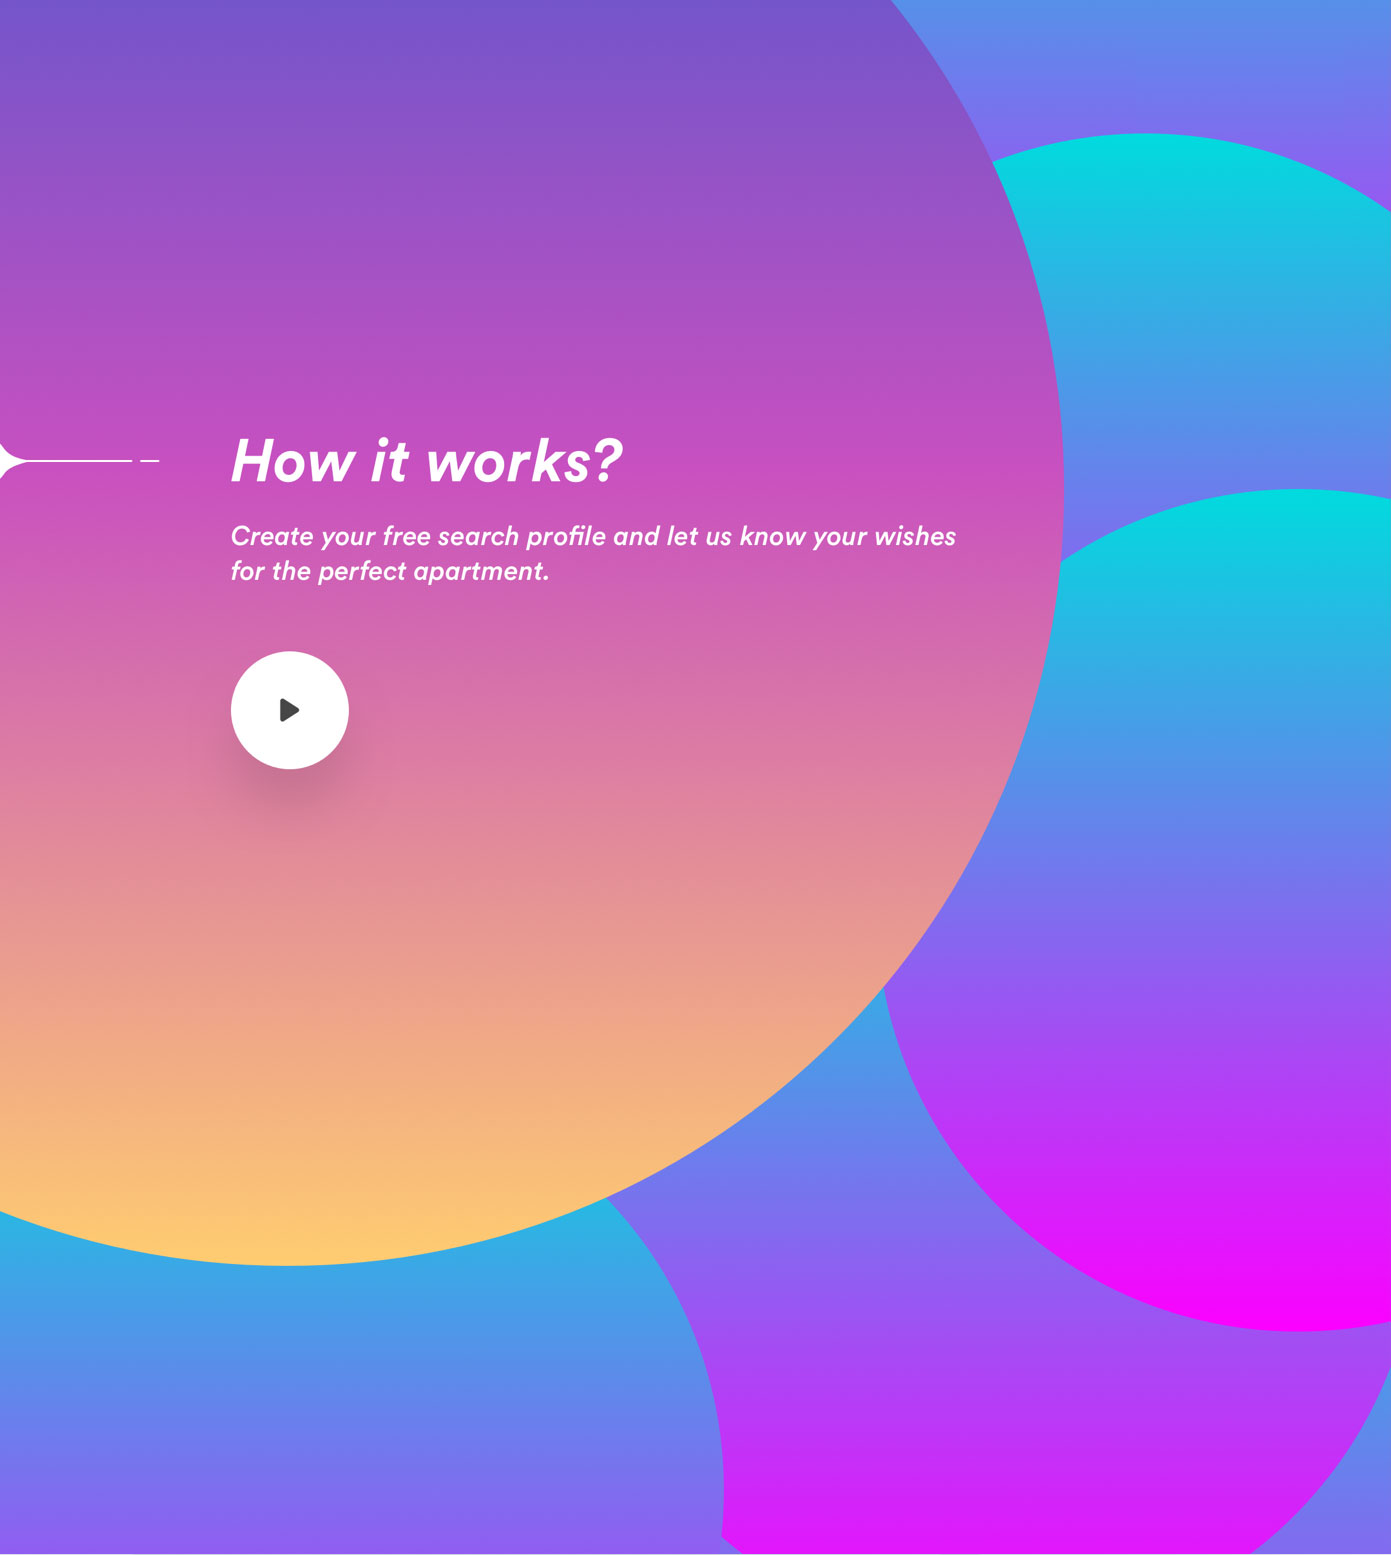 How it works?
Create your free search profile and let us know your wishes
for the perfect apartment.